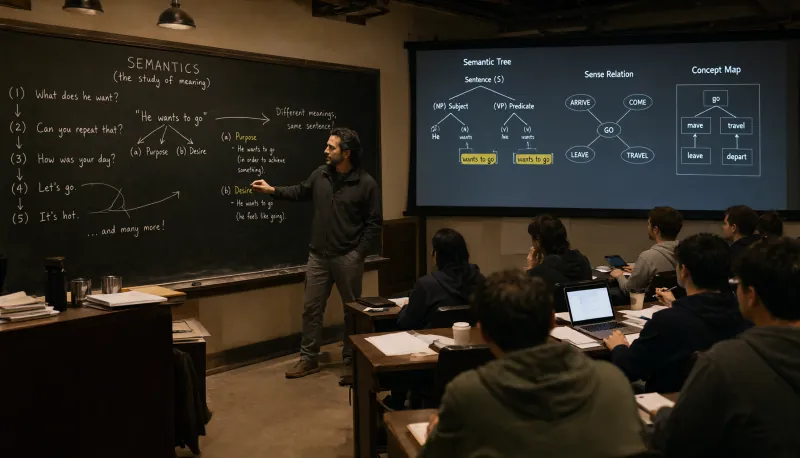 SEMANTICS
(the study of meaning)
(1) What does he want?
(2) Can you repeat that?
(3) How was your day?
(4) Let's go.
(5) It's hot.
... and many more!
"He wants to go"
(a) Purpose (b) Desire
Different meanings,
same sentence!
(a) Purpose
- He wants to go
(in order to achieve
something).
(b) Desire
- He wants to go
(he feels like going).
Semantic Tree
Sentence (S)
(NP) Subject (VP) Predicate
He wants lee wants
wants to go wants to go
Sense Relation
ARRIVE COME
GO
LEAVE TRAVEL
Concept Map
go
mave travel
leave depart